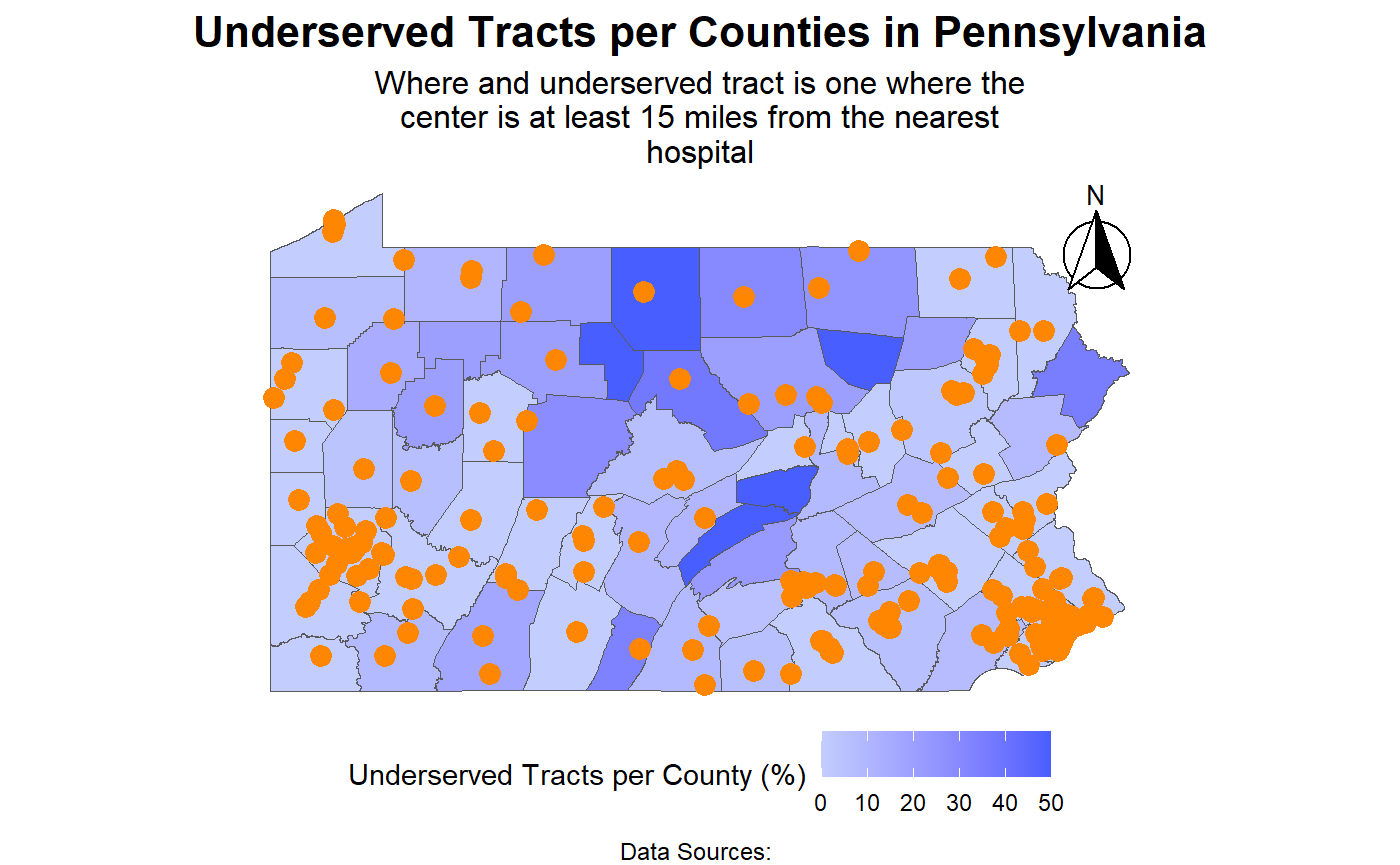 Underserved Tracts per Counties in Pennsylvania
Where and underserved tract is one where the
center is at least 15 miles from the nearest
hospital
N
Underserved Tracts per County (%)
0 10 20 30 40 50
Data Sources: